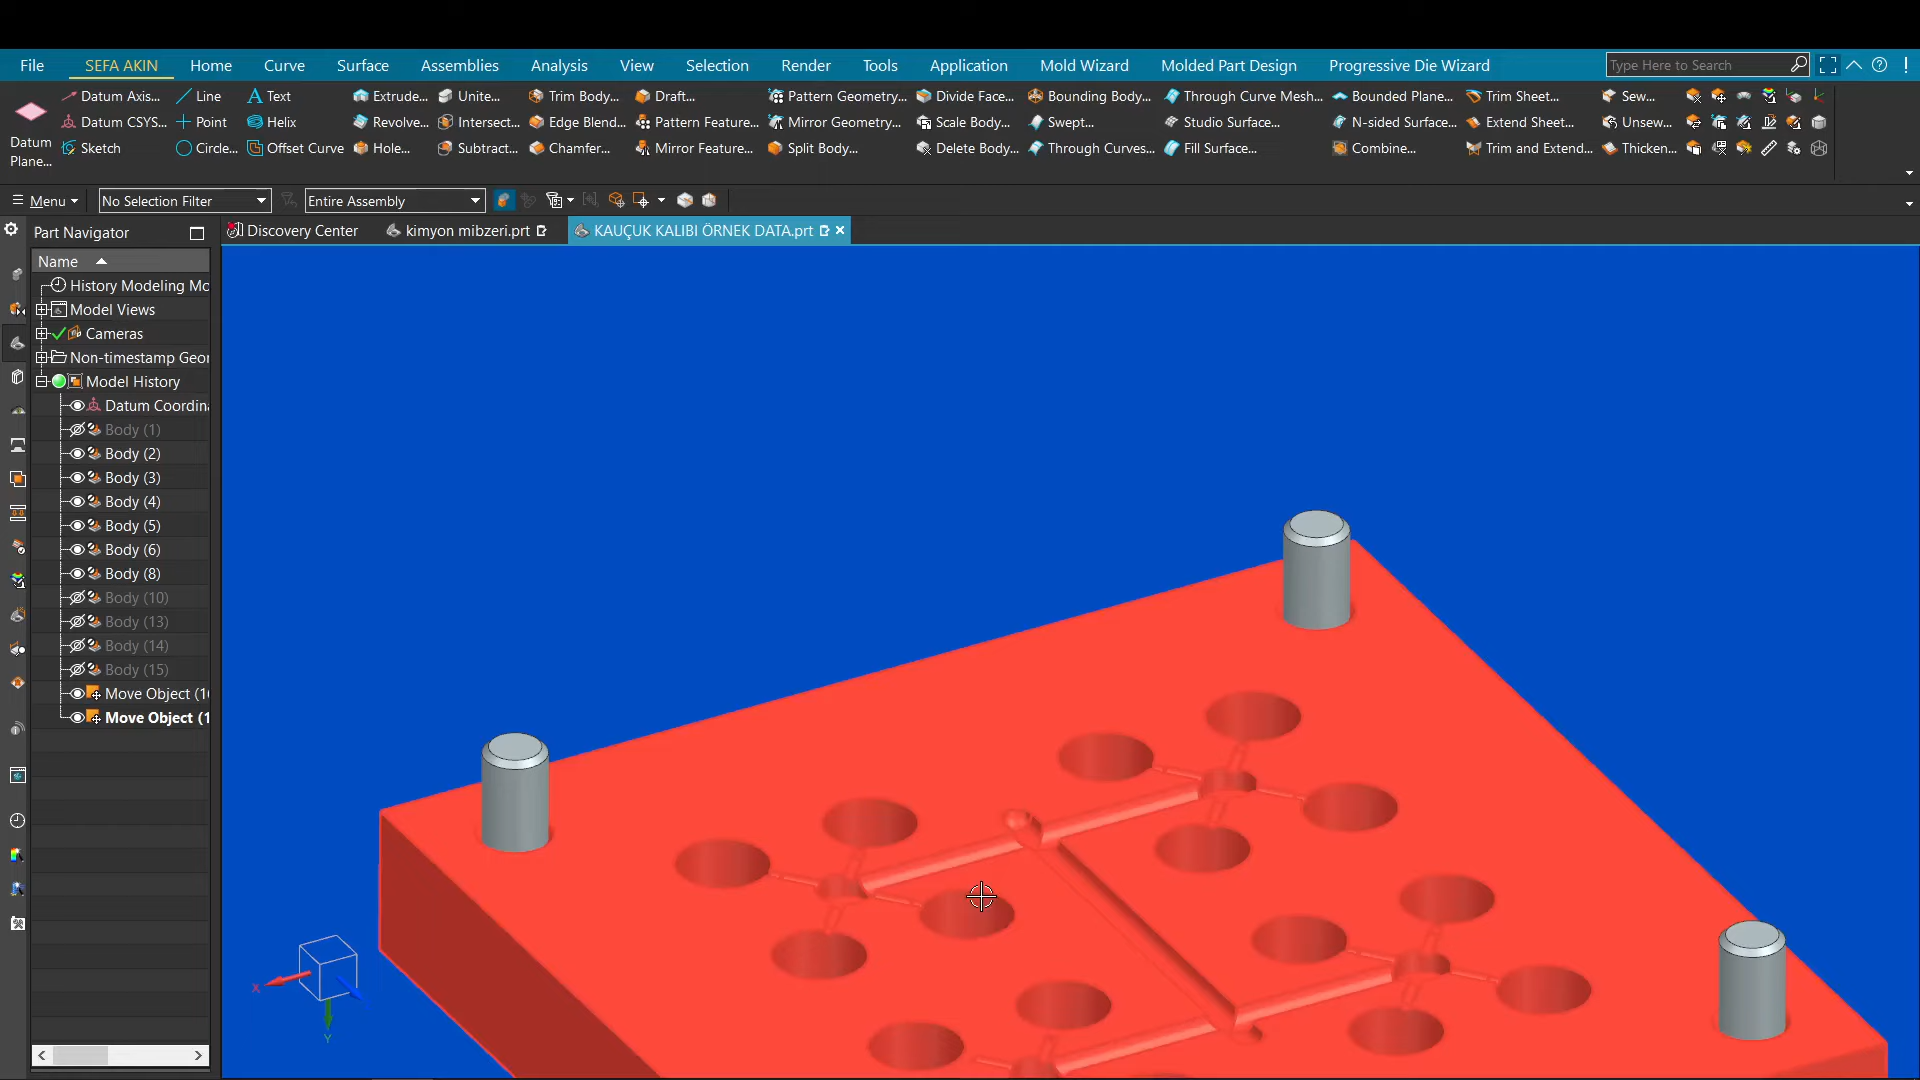 File SEFA AKIN Home Curve Surface Assemblies Analysis View Selection Render Tools Application Mold Wizard Molded Part Design Progressive Die Wizard Type Here to Search
Datum Axis... Line Text Extrude... Unite... Trim Body... Draft... Pattern Geometry... Divide Face... Bounding Body... Through Curve Mesh... Bounded Plane... Trim Sheet... Sew...
Datum CSYS... Point Helix Revolve... Intersect... Edge Blend... Pattern Feature... Mirror Geometry... Scale Body... Swept... Studio Surface... N-sided Surface... Extend Sheet... Unsew...
Datum Plane... Sketch Circle... Offset Curve Hole... Subtract... Chamfer... Mirror Feature... Split Body... Delete Body... Through Curves... Fill Surface... Combine... Trim and Extend... Thicken...
Menu No Selection Filter Entire Assembly
Part Navigator Discovery Center kimyon mibzeri.prt KAUÇUK KALIBI ÖRNEK DATA.prt
Name
History Modeling Mo
Model Views
Cameras
Non-timestamp Geor
Model History
Datum Coordina
Body (1)
Body (2)
Body (3)
Body (4)
Body (5)
Body (6)
Body (8)
Body (10)
Body (13)
Body (14)
Body (15)
Move Object (1
Move Object (1
X
Y